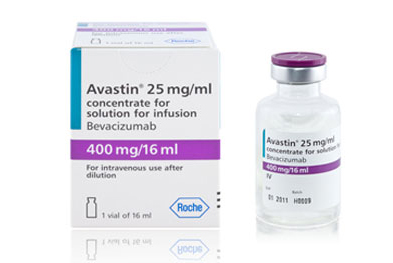 Avastin® 25 mg/ml
concentrate for
solution for infusion
Bevacizumab
400 mg/16 ml
For intravenous use after
dilution
1 vial of 16 ml
Roche
Avastin® 25 mg/ml
concentrate for solution
Bevacizumab
400 mg/16 ml
IV
01 2011 H0009